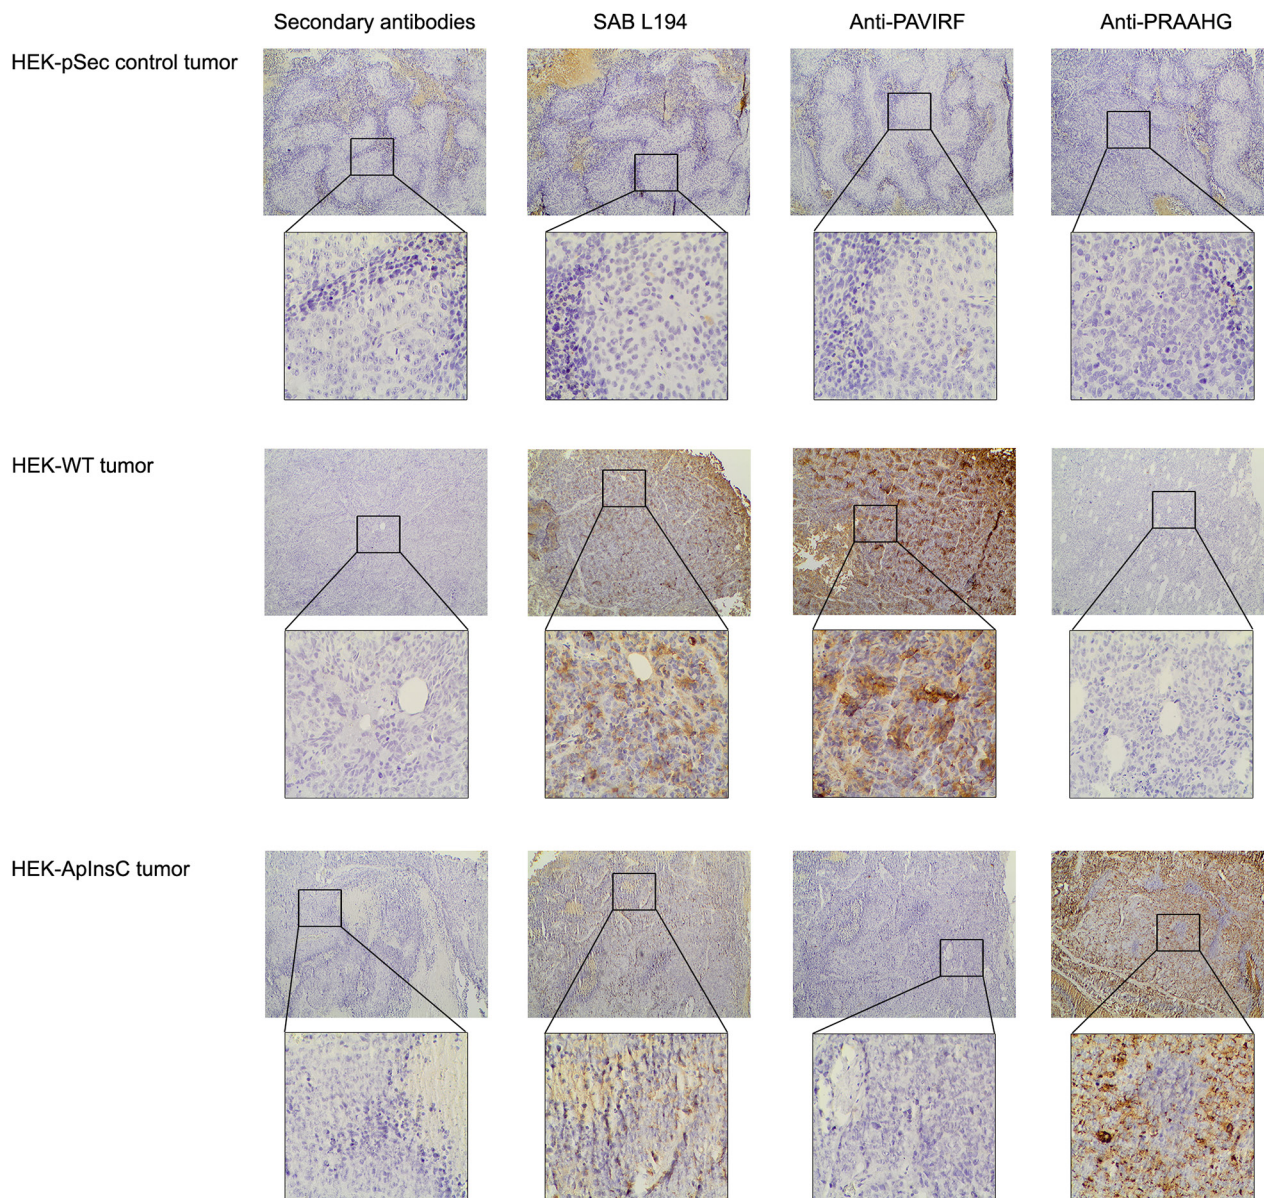 Secondary antibodies SAB L194 Anti-PAVIRF Anti-PRAAHG
HEK-pSec control tumor
HEK-WT tumor
HEK-ApInsC tumor